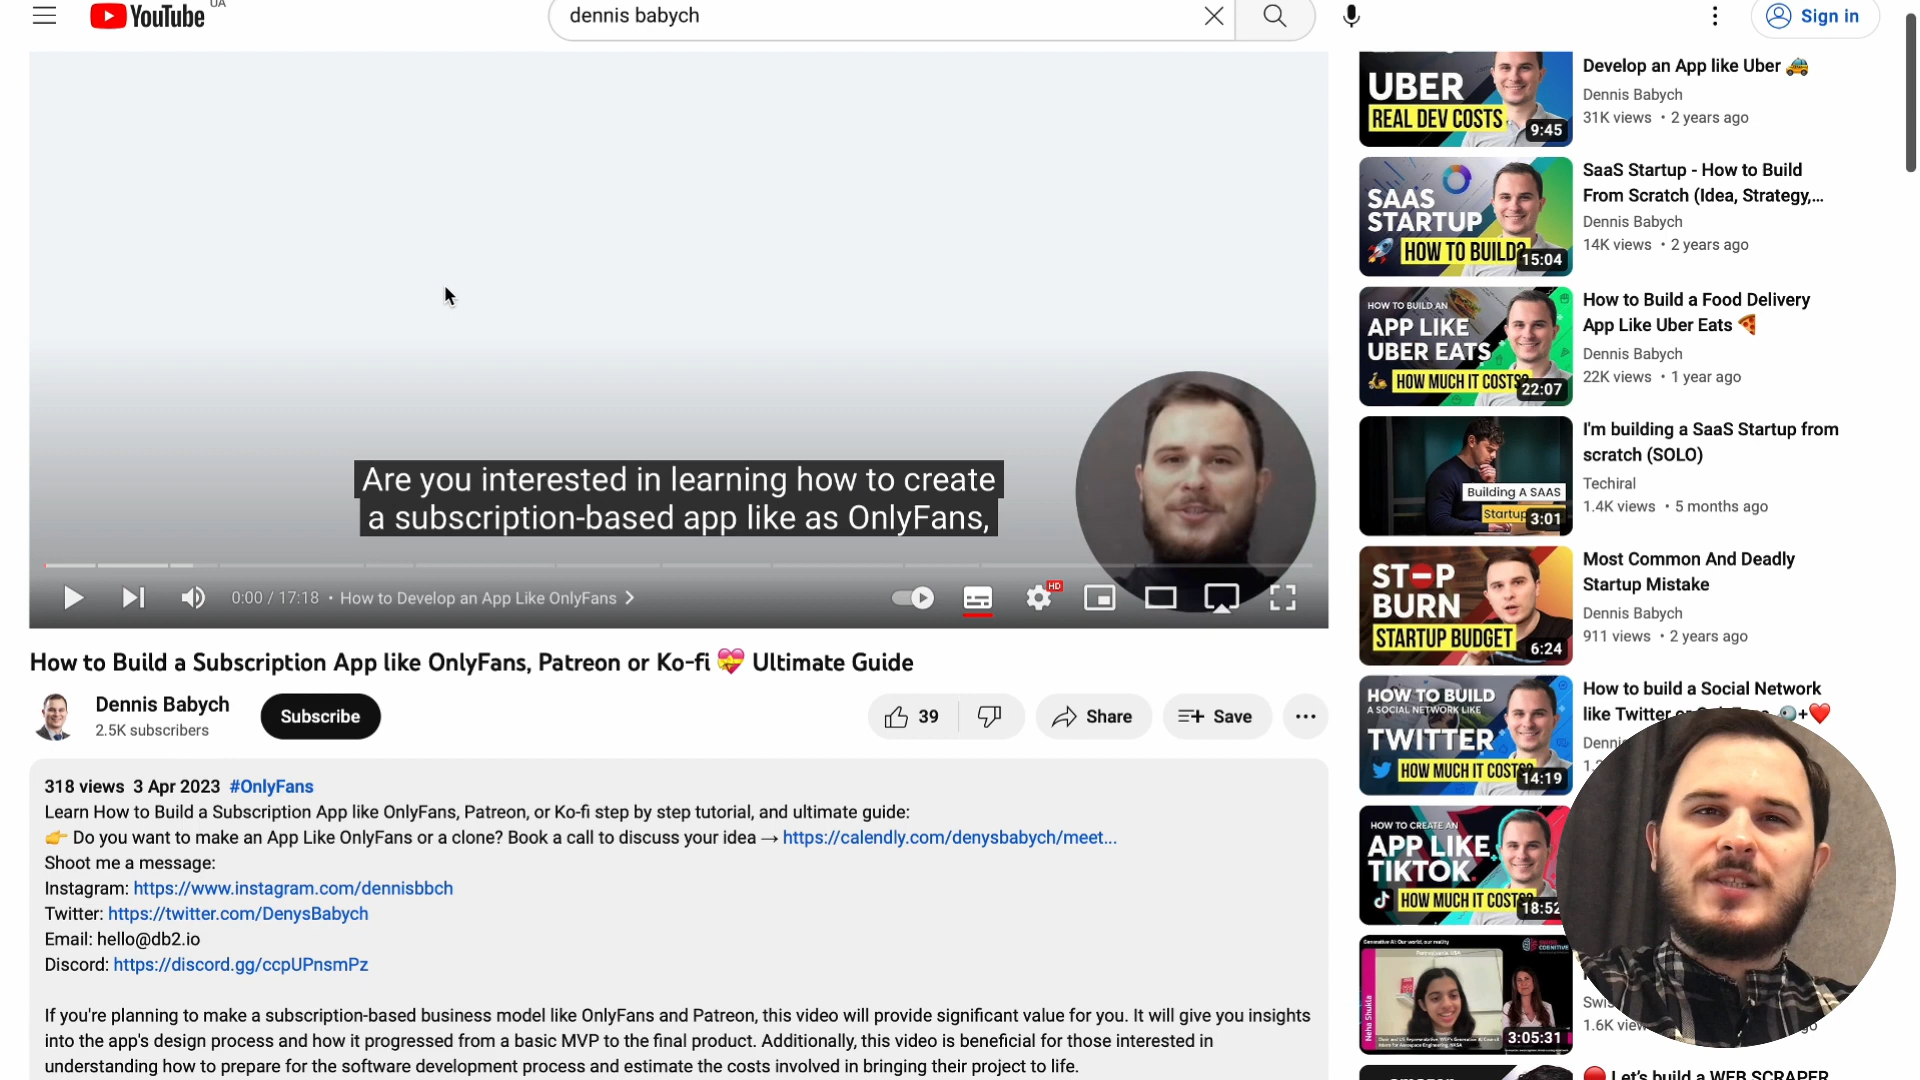 YouTube
UA
dennis babych
Sign in
Are you interested in learning how to create
a subscription-based app like as OnlyFans,
0:00 / 17:18 • How to Develop an App Like OnlyFans
HD
How to Build a Subscription App like OnlyFans, Patreon or Ko-fi 💝 Ultimate Guide
Dennis Babych
2.5K subscribers
Subscribe
39
Share
Save
318 views 3 Apr 2023 #OnlyFans
Learn How to Build a Subscription App like OnlyFans, Patreon, or Ko-fi step by step tutorial, and ultimate guide:
👉 Do you want to make an App Like OnlyFans or a clone? Book a call to discuss your idea → https://calendly.com/denysbabych/meet...
Shoot me a message:
Instagram: https://www.instagram.com/dennisbbch
Twitter: https://twitter.com/DenysBabych
Email: hello@db2.io
Discord: https://discord.gg/ccpUPnsmPz
If you're planning to make a subscription-based business model like OnlyFans and Patreon, this video will provide significant value for you. It will give you insights
into the app's design process and how it progressed from a basic MVP to the final product. Additionally, this video is beneficial for those interested in
understanding how to prepare for the software development process and estimate the costs involved in bringing their project to life.
UBER
REAL DEV COSTS
9:45
Develop an App like Uber 🚕
Dennis Babych
31K views • 2 years ago
SAAS
STARTUP
HOW TO BUILD?
15:04
SaaS Startup - How to Build
From Scratch (Idea, Strategy,...
Dennis Babych
14K views • 2 years ago
HOW TO BUILD AN
APP LIKE
UBER EATS
HOW MUCH IT COSTS?
22:07
How to Build a Food Delivery
App Like Uber Eats 🍕
Dennis Babych
22K views • 1 year ago
Building A SAAS
Startup
3:01
I'm building a SaaS Startup from
scratch (SOLO)
Techiral
1.4K views • 5 months ago
STOP
BURN
STARTUP BUDGET
6:24
Most Common And Deadly
Startup Mistake
Dennis Babych
911 views • 2 years ago
HOW TO BUILD
A SOCIAL NETWORK LIKE
TWITTER
HOW MUCH IT COSTS?
14:19
How to build a Social Network
like Twitter
HOW TO CREATE AN
APP LIKE
TIKTOK
HOW MUCH IT COSTS?
18:52
Generative AI: Our world, our reality
Neha Shukla
3:05:31
1.6K
Let's build a WEB SCRAPER